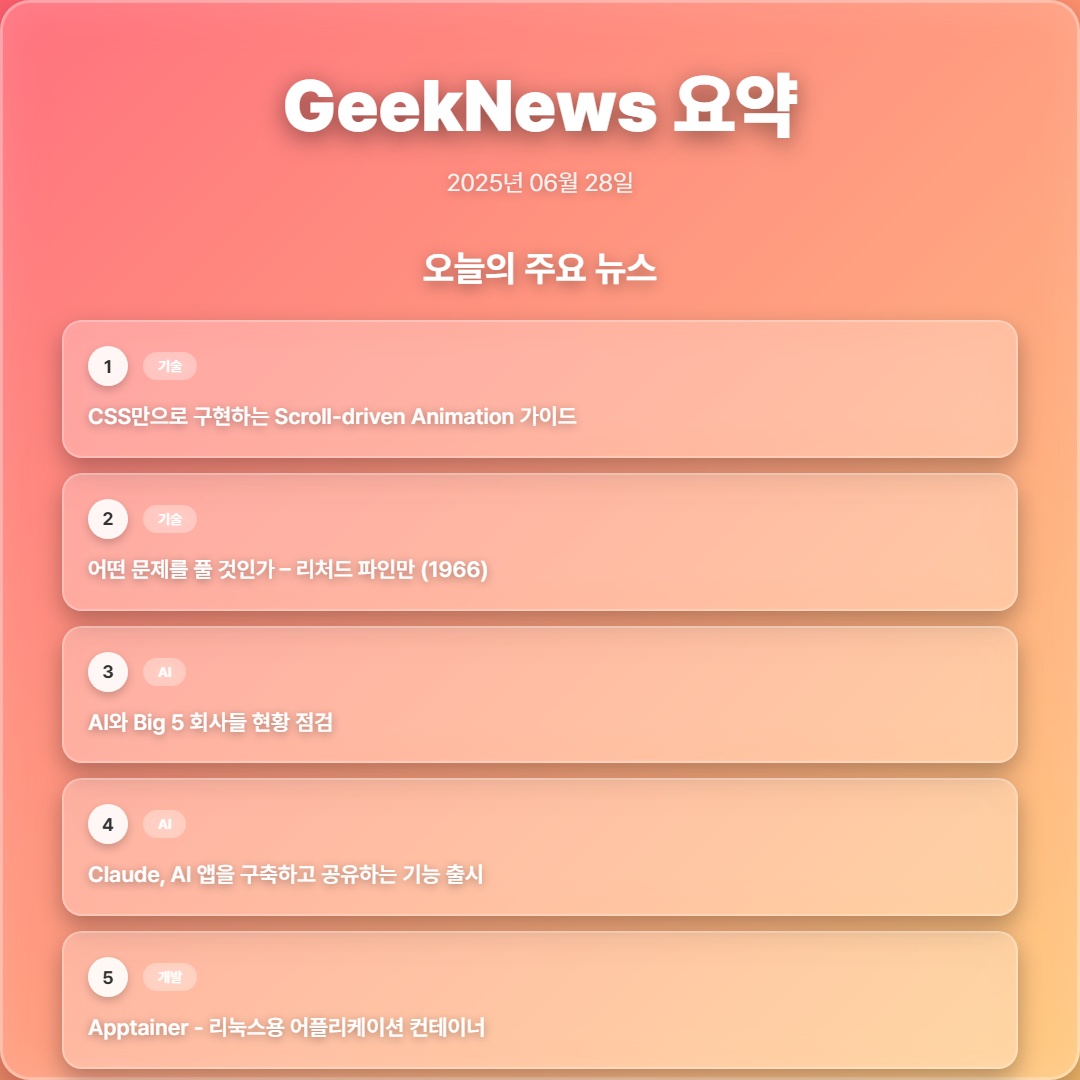 GeekNews 요약
2025년 06월 28일
오늘의 주요 뉴스
1
기술
CSS만으로 구현하는 Scroll-driven Animation 가이드
2
기술
어떤 문제를 풀 것인가 – 리처드 파인만 (1966)
3
AI
AI와 Big 5 회사들 현황 점검
4
AI
Claude, AI 앱을 구축하고 공유하는 기능 출시
5
개발
Apptainer - 리눅스용 어플리케이션 컨테이너